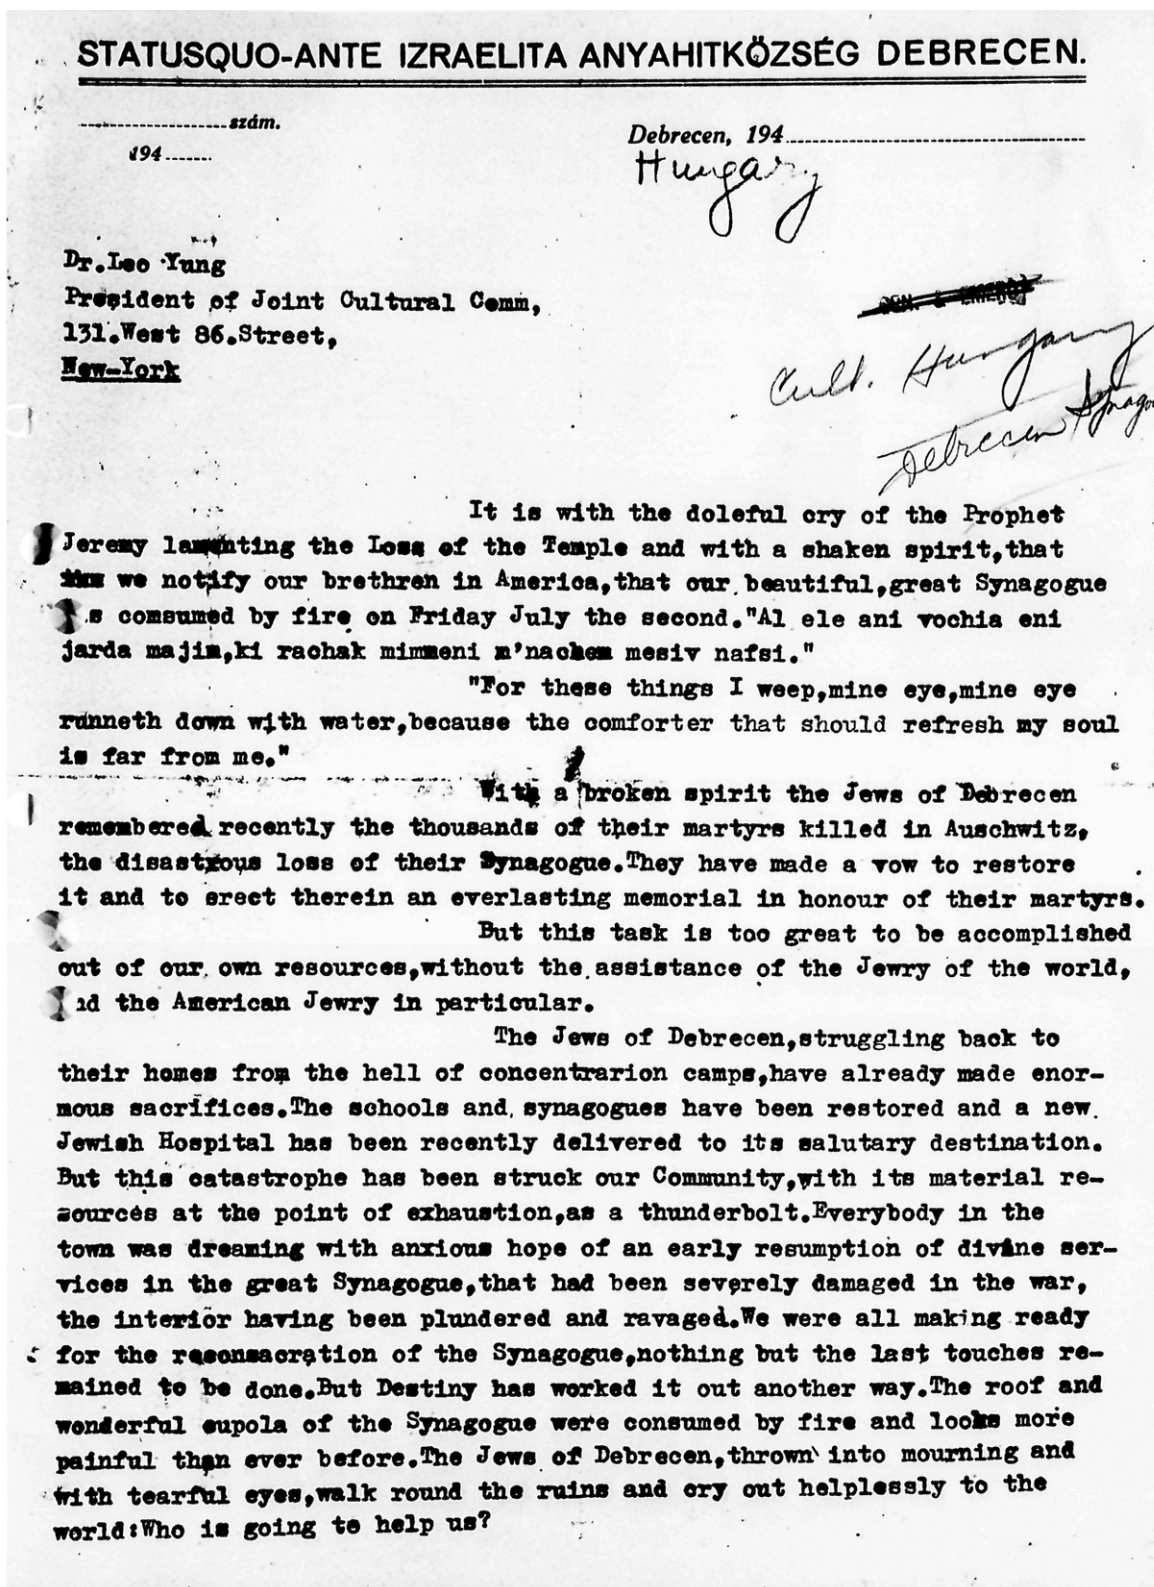 STATUSQUO-ANTE IZRAELITA ANYAHITKÖZSÉG DEBRECEN.
szám.
194
Debrecen, 194
Hungary
Dr.Leo Yung
President of Joint Cultural Comm,
131.West 86.Street,
New-York
Cult. Hungary
Debrecen
It is with the doleful cry of the Prophet
Jeremy lamenting the Loss of the Temple and with a shaken spirit,that
we notify our brethren in America,that our beautiful,great Synagogue
s comsumed by fire on Friday July the second."Al ele ani vochia eni
jarda majim,ki rachak mimmeni m'nachem mesiv nafsi."
"For these things I weep,mine eye,mine eye
runneth down with water,because the comforter that should refresh my soul
is far from me."
With a broken spirit the Jews of Debrecen
remembered recently the thousands of their martyrs killed in Auschwitz,
the disastrous loss of their Synagogue.They have made a vow to restore
it and to erect therein an everlasting memorial in honour of their martyrs.
But this task is too great to be accomplished
out of our own resources,without the assistance of the Jewry of the world,
nd the American Jewry in particular.
The Jews of Debrecen,struggling back to
their homes from the hell of concentrarion camps,have already made enor-
mous sacrifices.The schools and synagogues have been restored and a new
Jewish Hospital has been recently delivered to its salutary destination.
But this catastrophe has been struck our Community,with its material re-
sources at the point of exhaustion,as a thunderbolt.Everybody in the
town was dreaming with anxious hope of an early resumption of divine ser-
vices in the great Synagogue,that had been severely damaged in the war,
the interior having been plundered and ravaged.We were all making ready
for the reconsacration of the Synagogue,nothing but the last touches re-
mained to be done.But Destiny has worked it out another way.The roof and
wonderful cupola of the Synagogue were consumed by fire and looks more
painful than ever before.The Jews of Debrecen,thrown into mourning and
with tearful eyes,walk round the ruins and cry out helplessly to the
world:Who is going to help us?